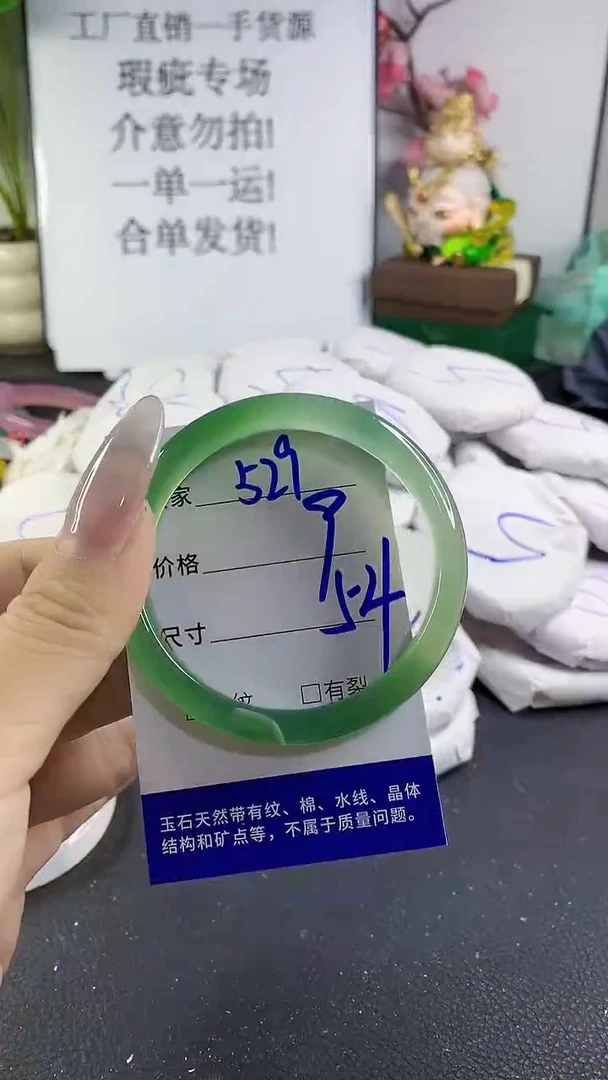 工厂直销一手货源
瑕疵专场
介意勿拍!
一单一运!
合单发货!
家 529
价格 9
尺寸 54
纹 □有裂
玉石天然带有纹、棉、水线、晶体
结构和矿点等，不属于质量问题。